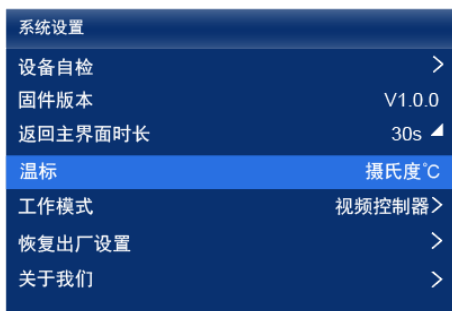 系统设置
设备自检 >
固件版本 V1.0.0
返回主界面时长 30s
温标 摄氏度℃
工作模式 视频控制器>
恢复出厂设置 >
关于我们 >